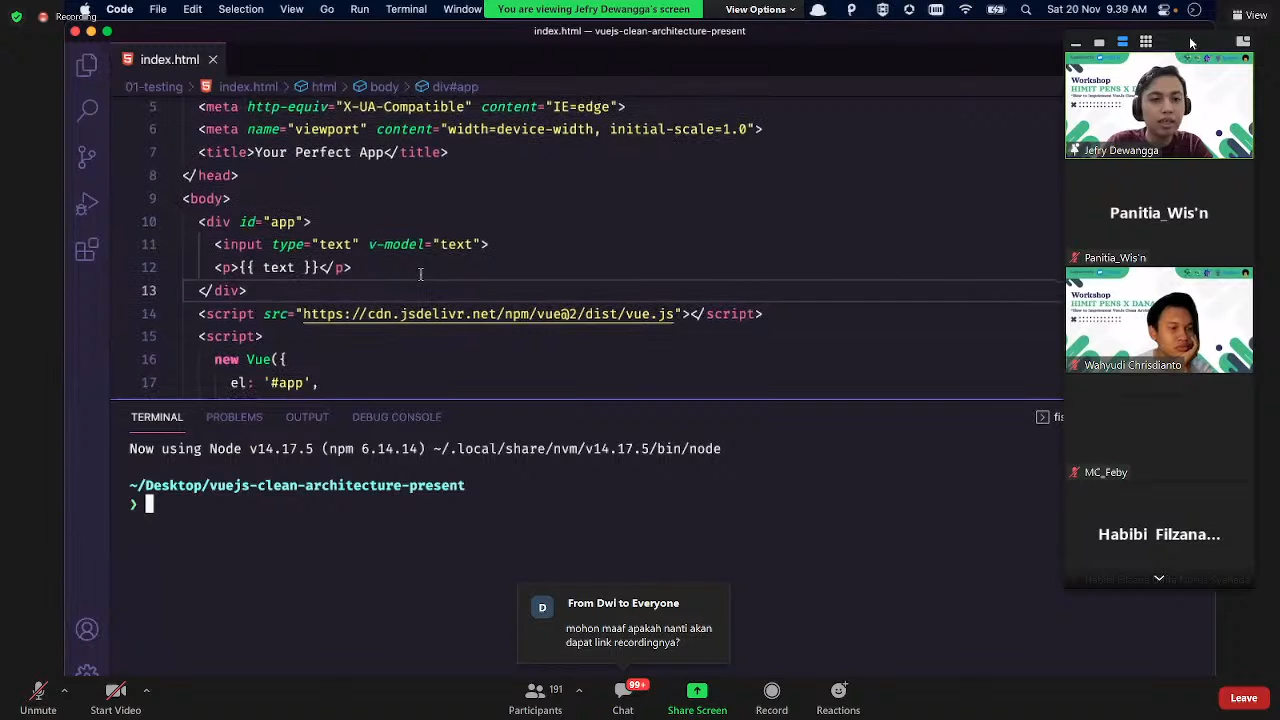 Recording
Edit
Selection
View
Go
Run
Terminal
Window
You are viewing Jefry Dewangga's screen
View Options
Sat 20 Nov 9.39 AM
View
index.html — vuejs-clean-architecture-present
index.html
01-testing > index.html > html > body > div#app
5 <meta http-equiv="X-UA-Compatible" content="IE=edge">
6 <meta name="viewport" content="width=device-width, initial-scale=1.0">
7 <title>Your Perfect App</title>
8 </head>
9 <body>
10 <div id="app">
11 <input type="text" v-model="text">
12 <p>{{ text }}</p>
13 </div>
14 <script src="https://cdn.jsdelivr.net/npm/vue@2/dist/vue.js"></script>
15 <script>
16 new Vue({
17 el: '#app',
TERMINAL
PROBLEMS
OUTPUT
DEBUG CONSOLE
Now using Node v14.17.5 (npm 6.14.14) ~/.local/share/nvm/v14.17.5/bin/node
~/Desktop/vuejs-clean-architecture-present
❯
Workshop
HIMIT PENS X
Jefry Dewangga
Panitia_Wis'n
Panitia_Wis'n
Workshop
HIMIT PENS X DANA
Wahyudi Chrisdianto
MC_Feby
Habibi Filzana...
D
From Dwi to Everyone
mohon maaf apakah nanti akan
dapat link recordingnya?
Unmute
Start Video
191
Participants
99+
Chat
Share Screen
Record
Reactions
Leave